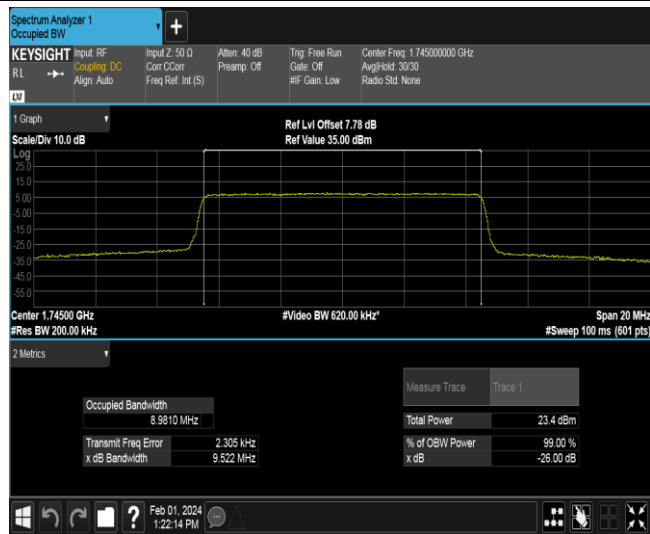 Spectrum Analyzer 1
Occupied BW
+
KEYSIGHT Input: RF Input Z: 50 Ω Atten: 40 dB Trig: Free Run Center Freq: 1.745000000 GHz
RL Coupling: DC Corr CCorr Preamp: Off Gate: Off Avg|Hold: 30/30
Align: Auto Freq Ref: Int (S) #IF Gain: Low Radio Std: None
LXI
1 Graph
Ref Lvl Offset 7.78 dB
Scale/Div 10.0 dB Ref Value 35.00 dBm
Log
25.0
15.0
5.00
-5.00
-15.0
-25.0
-35.0
-45.0
-55.0
Center 1.74500 GHz #Video BW 620.00 kHz* Span 20 MHz
#Res BW 200.00 kHz #Sweep 100 ms (601 pts)
2 Metrics
Measure Trace Trace 1
Occupied Bandwidth
8.9810 MHz Total Power 23.4 dBm
Transmit Freq Error 2.305 kHz % of OBW Power 99.00 %
x dB Bandwidth 9.522 MHz x dB -26.00 dB
? Feb 01, 2024
1:22:14 PM